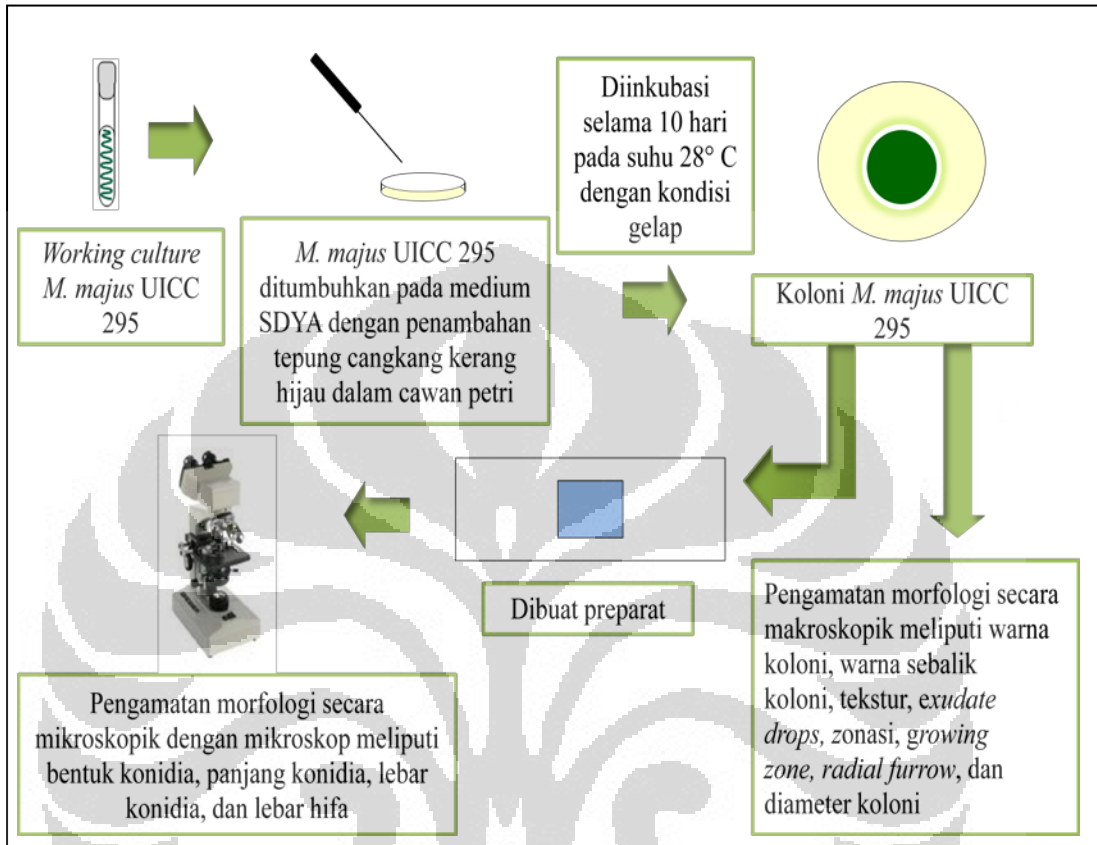 Working culture
M. majus UICC
295
M. majus UICC 295
ditumbuhkan pada medium
SDYA dengan penambahan
tepung cangkang kerang
hijau dalam cawan petri
Diinkubasi
selama 10 hari
pada suhu 28° C
dengan kondisi
gelap
Koloni M. majus UICC
295
Dibuat preparat
Pengamatan morfologi secara
makroskopik meliputi warna
koloni, warna sebalik
koloni, tekstur, exudate
drops, zonasi, growing
zone, radial furrow, dan
diameter koloni
Pengamatan morfologi secara
mikroskopik dengan mikroskop meliputi
bentuk konidia, panjang konidia, lebar
konidia, dan lebar hifa